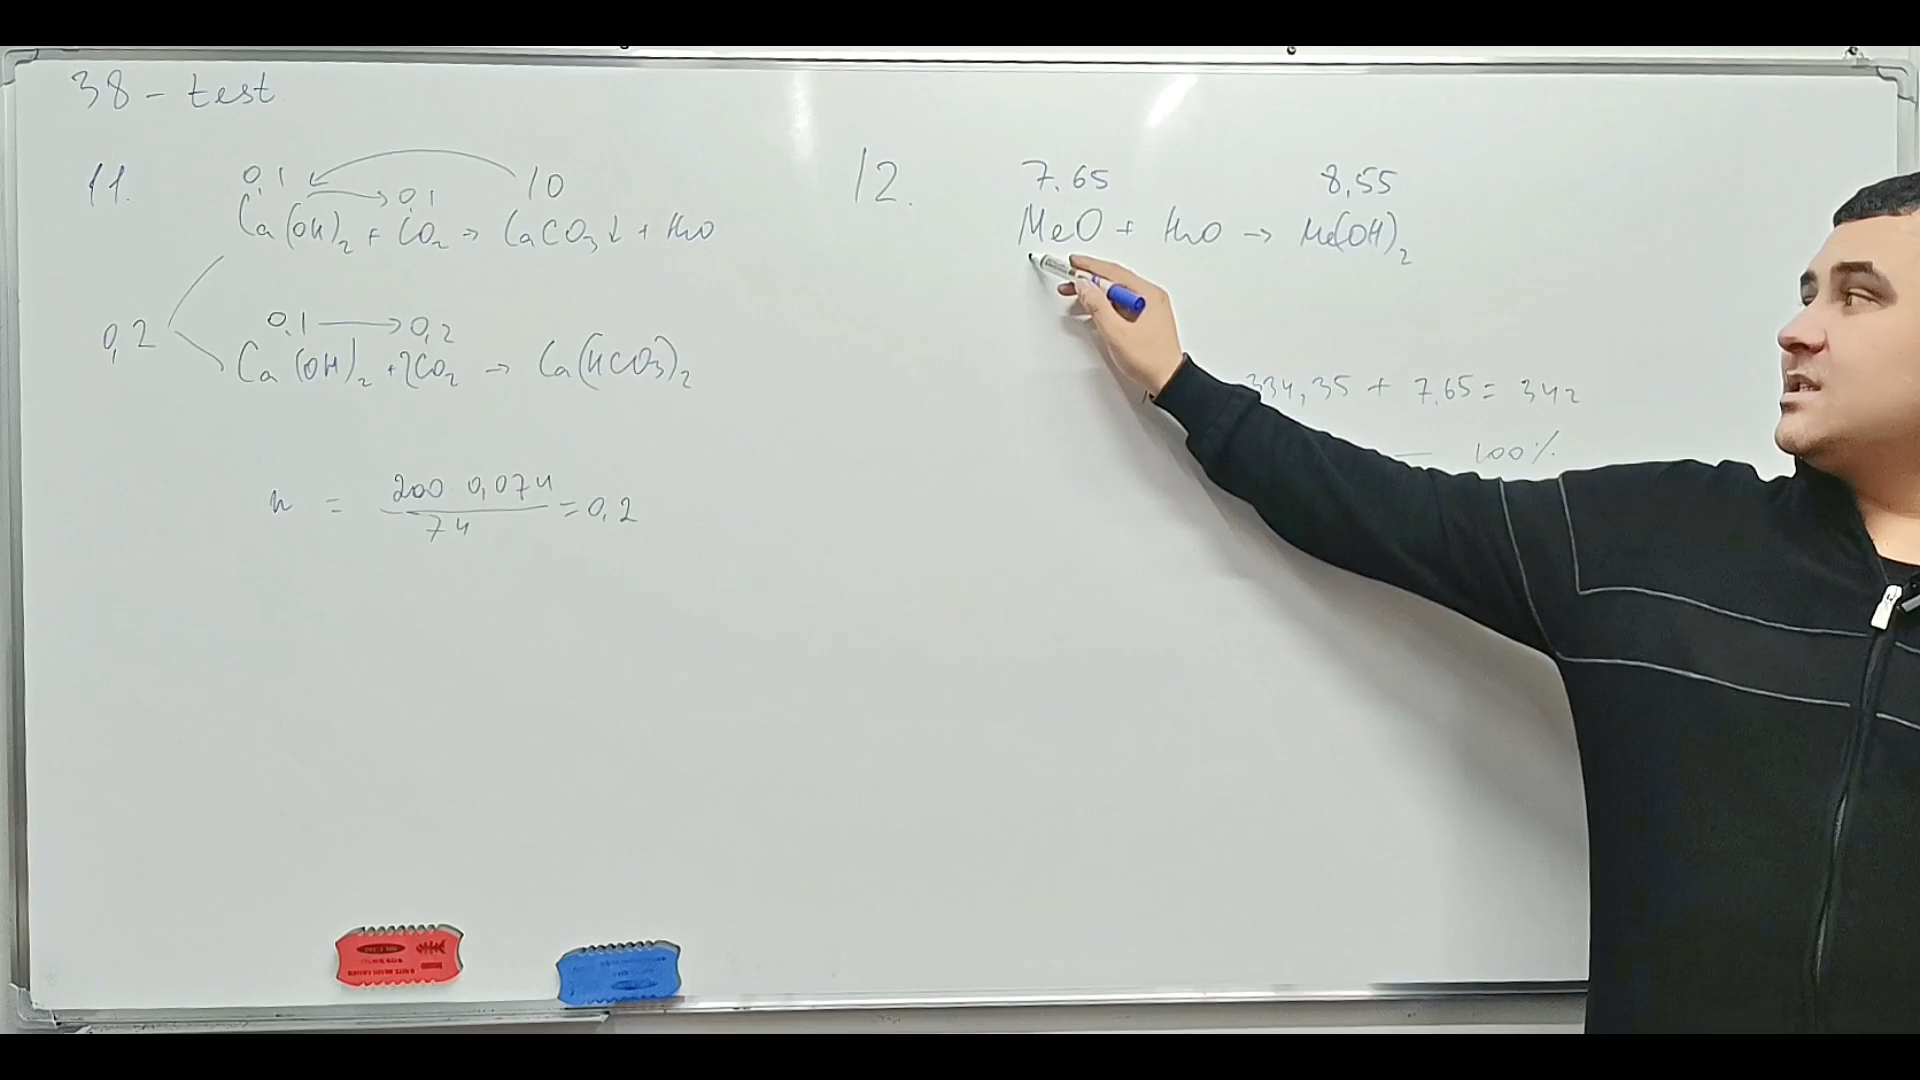 38 - test
11.
0,1 10
0,1
Ca(OH)2 + CO2 → CaCO3↓ + H2O
0,2
0,1 → 0,2
Ca(OH)2 + 2CO2 → Ca(HCO3)2
n = 200 · 0,074 / 74 = 0,2
12.
7.65 8,55
MeO + H2O → Me(OH)2
334,35 + 7.65 = 342
— 100%